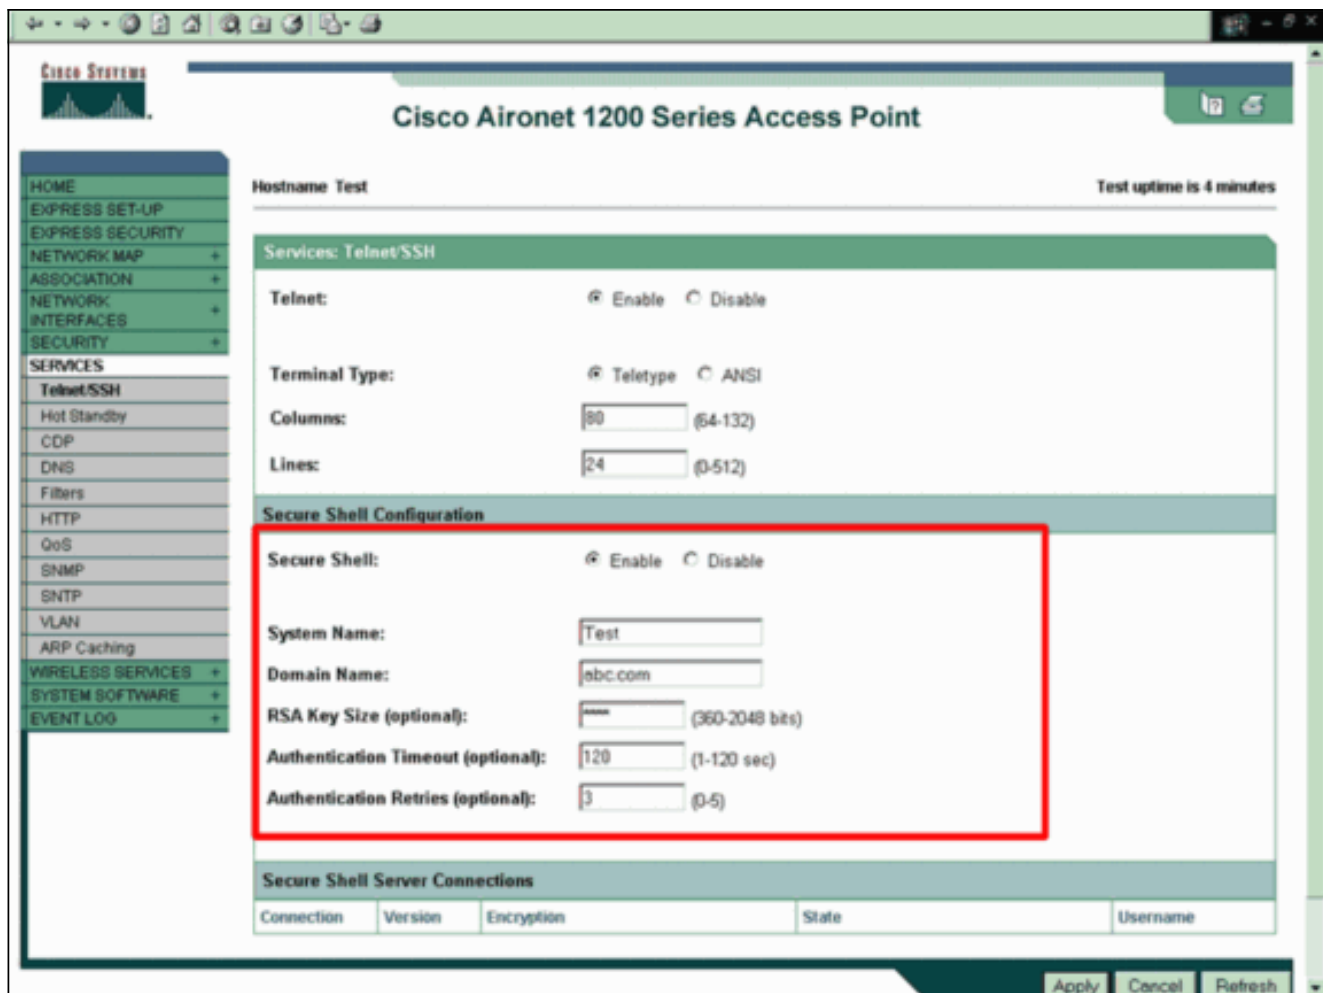 CISCO SYSTEMS
Cisco Aironet 1200 Series Access Point
HOME
EXPRESS SET-UP
EXPRESS SECURITY
NETWORK MAP +
ASSOCIATION +
NETWORK INTERFACES +
SECURITY +
SERVICES
Telnet/SSH
Hot Standby
CDP
DNS
Filters
HTTP
QoS
SNMP
SNTP
VLAN
ARP Caching
WIRELESS SERVICES +
SYSTEM SOFTWARE +
EVENT LOG +
Hostname Test
Test uptime is 4 minutes
Services: Telnet/SSH
Telnet: Enable Disable
Terminal Type: Teletype ANSI
Columns: 80 (64-132)
Lines: 24 (0-512)
Secure Shell Configuration
Secure Shell: Enable Disable
System Name: Test
Domain Name: abc.com
RSA Key Size (optional): **** (360-2048 bits)
Authentication Timeout (optional): 120 (1-120 sec)
Authentication Retries (optional): 3 (0-5)
Secure Shell Server Connections
Connection Version Encryption State Username
Apply Cancel Refresh